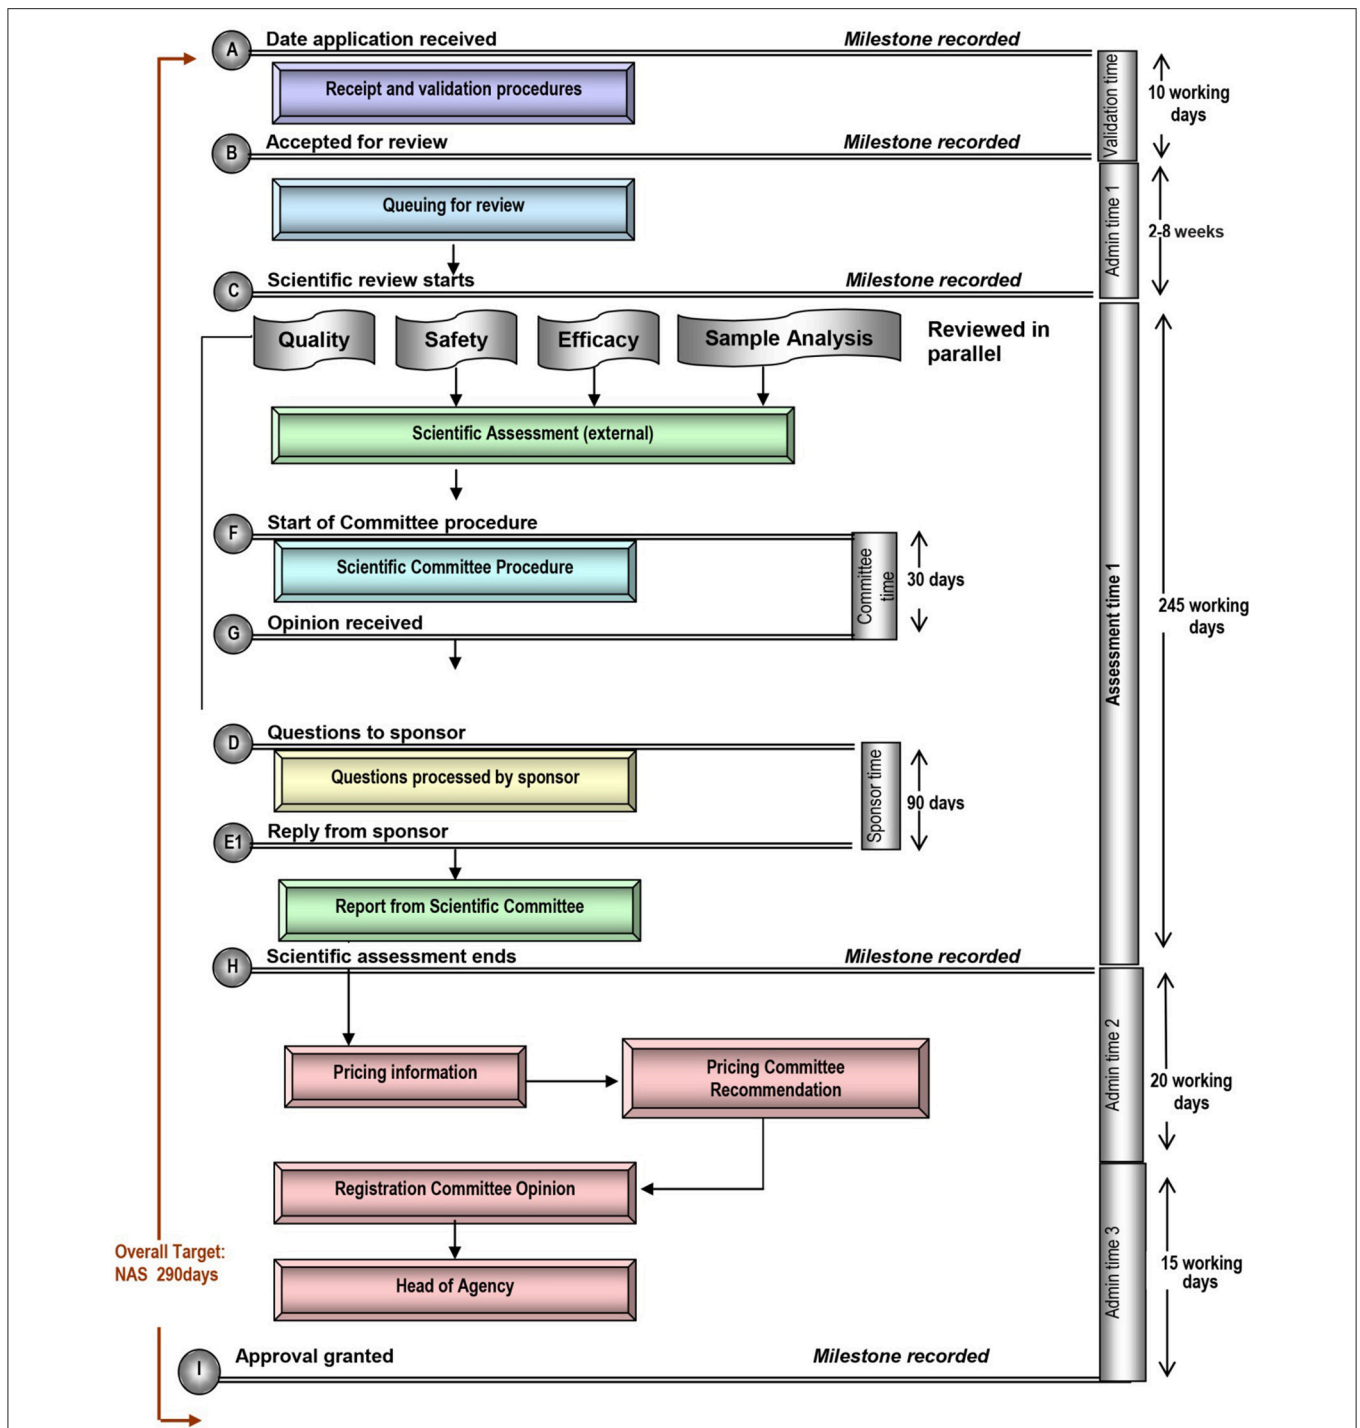 A
Date application received
Milestone recorded
Receipt and validation procedures
Validation time
10 working
days
B
Accepted for review
Milestone recorded
Queuing for review
Admin time 1
2-8 weeks
C
Scientific review starts
Milestone recorded
Quality
Safety
Efficacy
Sample Analysis
Reviewed in
parallel
Scientific Assessment (external)
F
Start of Committee procedure
Scientific Committee Procedure
Committee
time
30 days
Assessment time 1
245 working
days
G
Opinion received
D
Questions to sponsor
Questions processed by sponsor
Sponsor time
90 days
E1
Reply from sponsor
Report from Scientific Committee
H
Scientific assessment ends
Milestone recorded
Pricing information
Pricing Committee
Recommendation
Admin time 2
20 working
days
Registration Committee Opinion
Overall Target:
NAS 290days
Head of Agency
Admin time 3
15 working
days
I
Approval granted
Milestone recorded